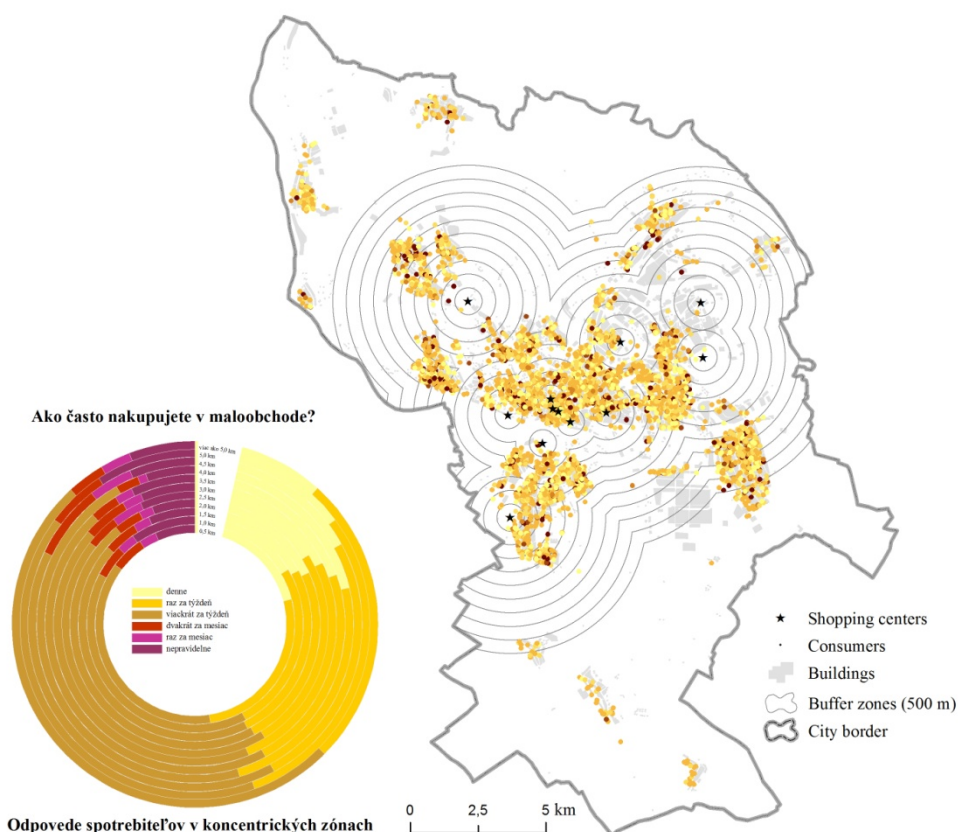 Ako často nakupujete v maloobchode?
viac ako 5,0 km
5,0 km
4,5 km
4,0 km
3,5 km
3,0 km
2,5 km
2,0 km
1,5 km
1,0 km
0,5 km
denne
raz za týždeň
viackrát za týždeň
dvakrát za mesiac
raz za mesiac
nepravidelne
Odpovede spotrebiteľov v koncentrických zónach
Shopping centers
Consumers
Buildings
Buffer zones (500 m)
City border
0 2,5 5 km